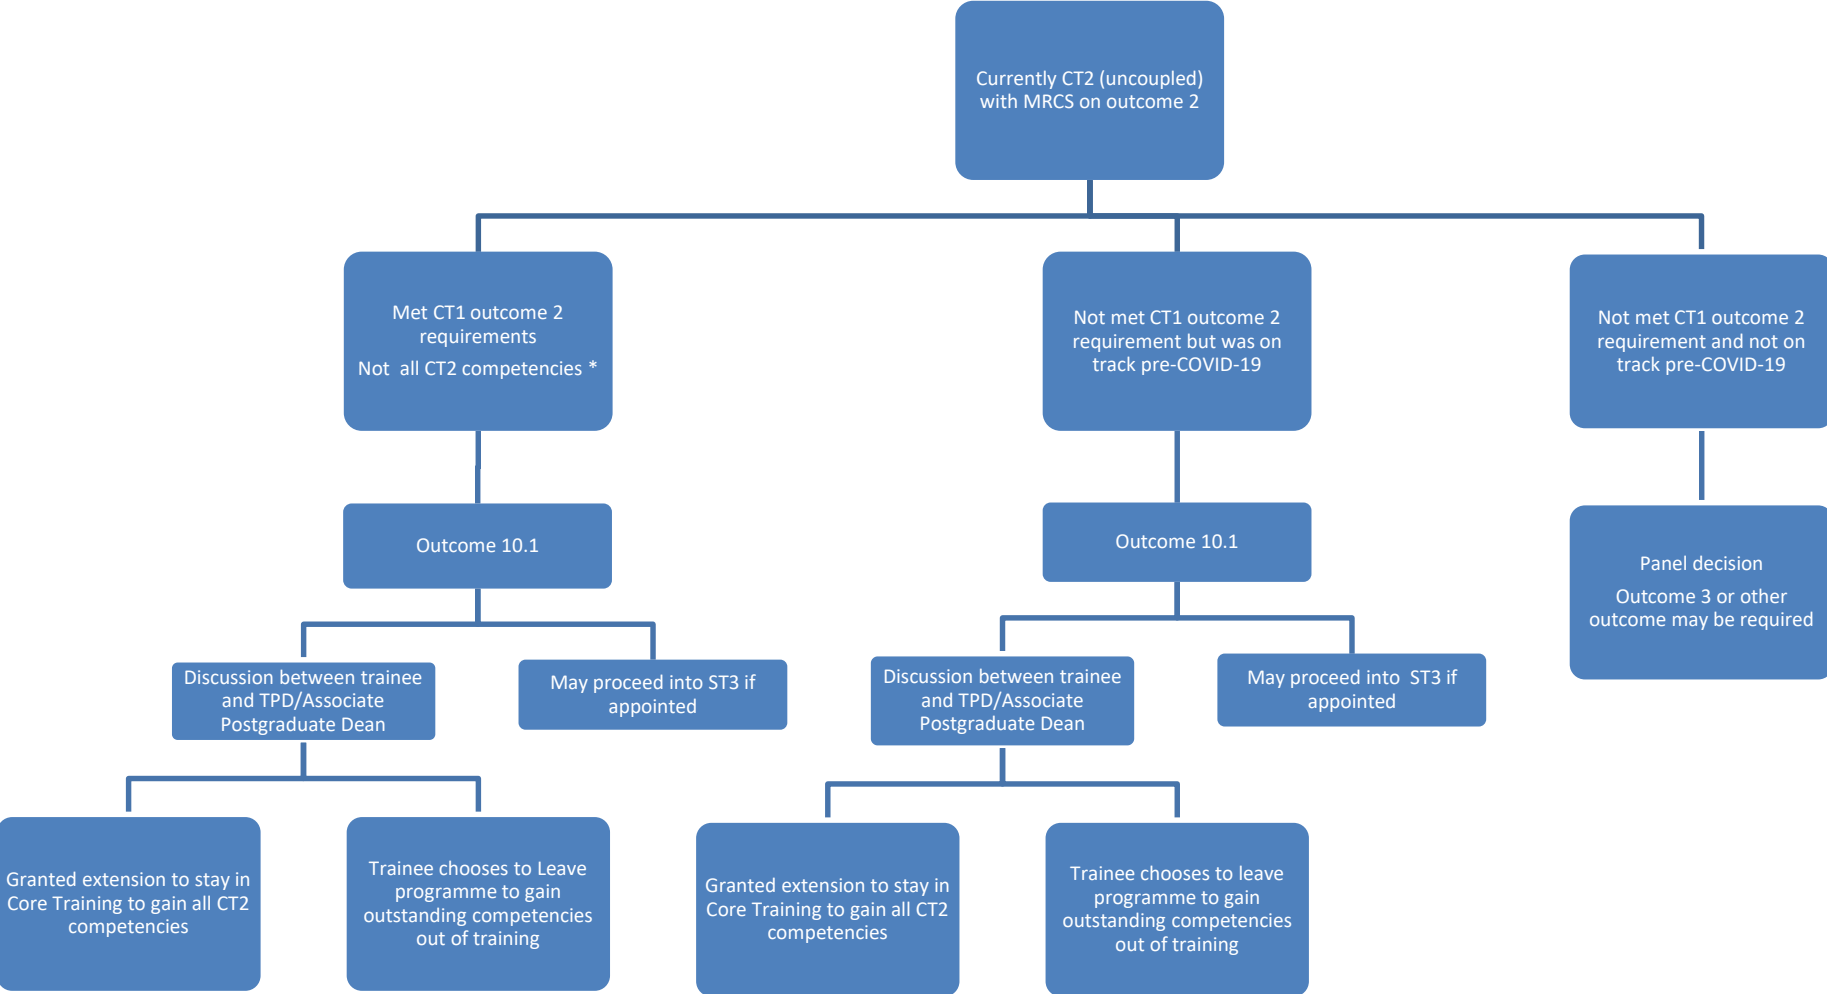 Currently CT2 (uncoupled)
with MRCS on outcome 2
Met CT1 outcome 2
requirements
Not all CT2 competencies *
Not met CT1 outcome 2
requirement but was on
track pre-COVID-19
Not met CT1 outcome 2
requirement and not on
track pre-COVID-19
Outcome 10.1
Outcome 10.1
Panel decision
Outcome 3 or other
outcome may be required
Discussion between trainee
and TPD/Associate
Postgraduate Dean
May proceed into ST3 if
appointed
Discussion between trainee
and TPD/Associate
Postgraduate Dean
May proceed into ST3 if
appointed
Granted extension to stay in
Core Training to gain all CT2
competencies
Trainee chooses to Leave
programme to gain
outstanding competencies
out of training
Granted extension to stay in
Core Training to gain all CT2
competencies
Trainee chooses to leave
programme to gain
outstanding competencies
out of training